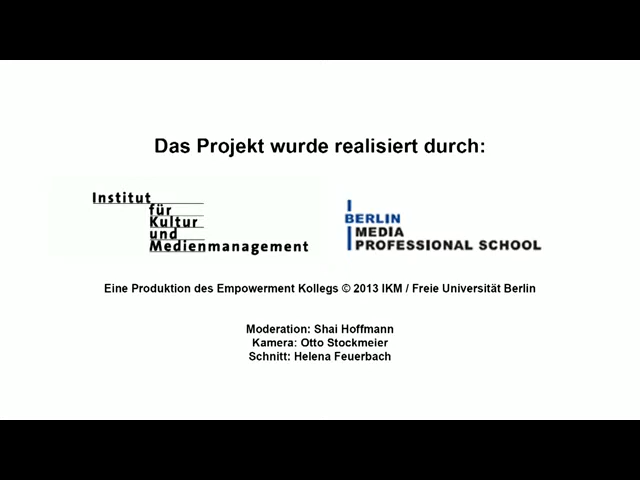 Das Projekt wurde realisiert durch:
Institut
für
Kultur
und
Medienmanagement
BERLIN
MEDIA
PROFESSIONAL SCHOOL
Eine Produktion des Empowerment Kollegs © 2013 IKM / Freie Universität Berlin
Moderation: Shai Hoffmann
Kamera: Otto Stockmeier
Schnitt: Helena Feuerbach